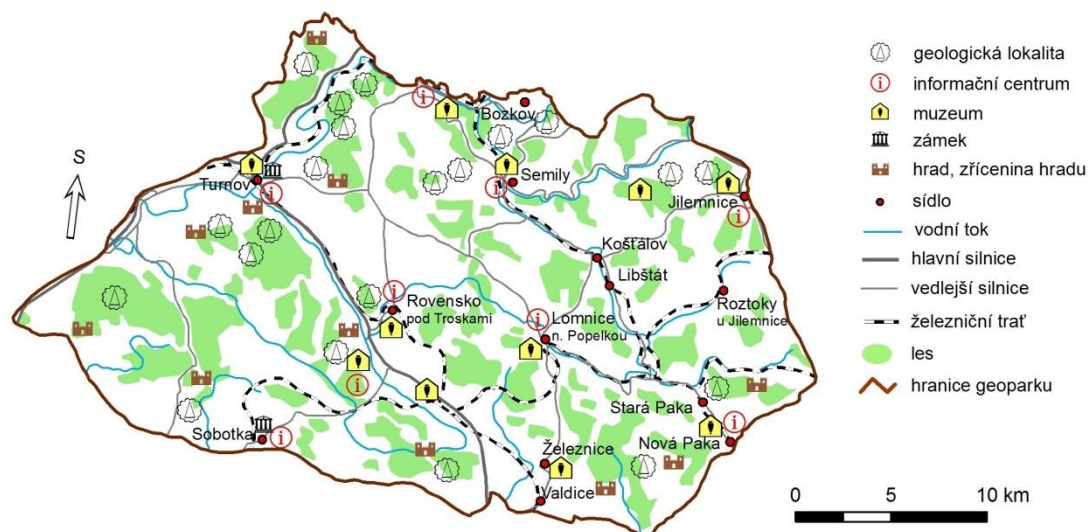 S
Turnov
Bozkov
Semily
Jilemnice
Košťálov
Libštát
Rovensko
pod Troskami
Lomnice
n. Popelkou
Roztoky
u Jilemnice
Stará Paka
Nová Paka
Sobotka
Železnice
Valdice
geologická lokalita
informační centrum
muzeum
zámek
hrad, zřícenina hradu
sídlo
vodní tok
hlavní silnice
vedlejší silnice
železniční trať
les
hranice geoparku
0 5 10 km